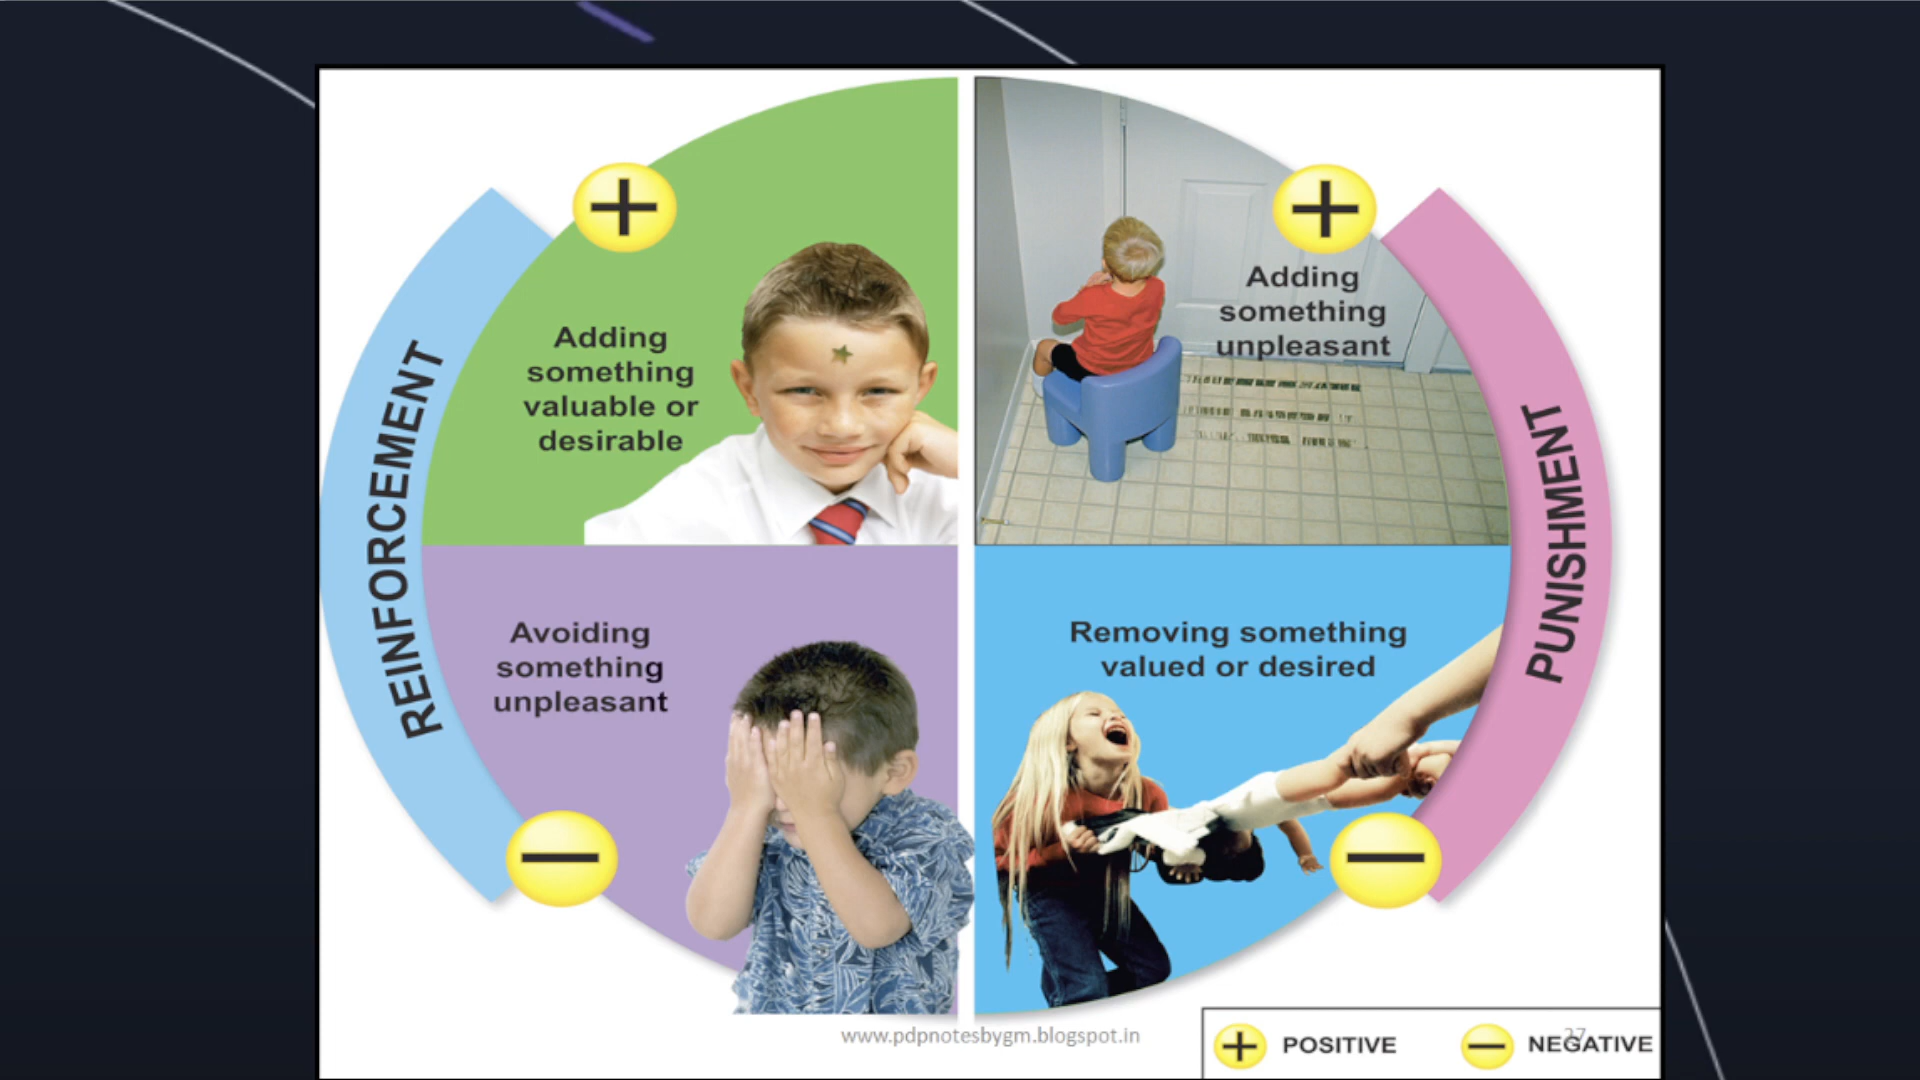 REINFORCEMENT
+
Adding
something
valuable or
desirable
+
Adding
something
unpleasant
PUNISHMENT
Avoiding
something
unpleasant
−
Removing something
valued or desired
−
www.pdpnotesbygm.blogspot.in
+ POSITIVE
− NEGATIVE
37